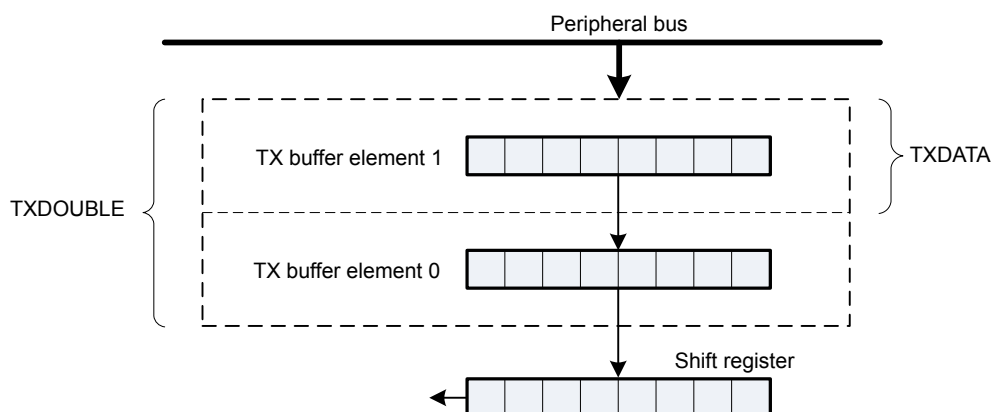 Peripheral bus
TX buffer element 1
TXDATA
TXDOUBLE
TX buffer element 0
Shift register